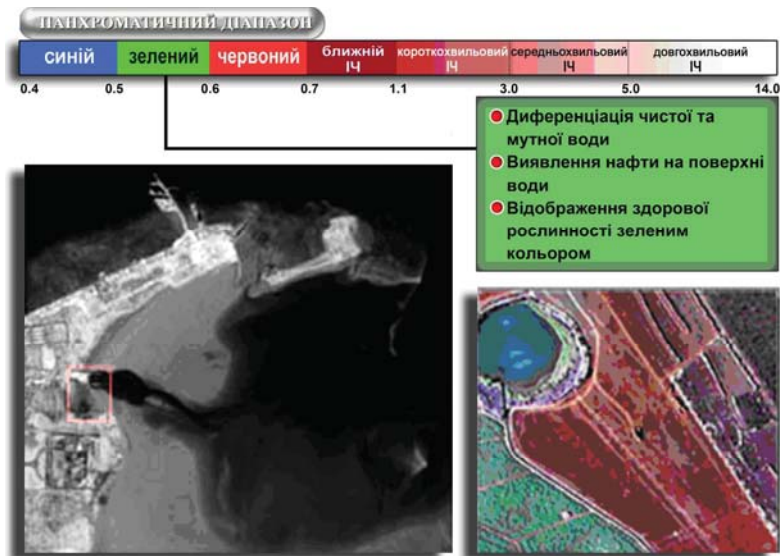 ПАНХРОМАТИЧНИЙ ДІАПАЗОН
синій зелений червоний ближній ІЧ короткохвильовий ІЧ середньохвильовий ІЧ довгохвильовий ІЧ
0.4 0.5 0.6 0.7 1.1 3.0 5.0 14.0
Диференціація чистої та
мутної води
Виявлення нафти на поверхні
води
Відображення здорової
рослинності зеленим
кольором